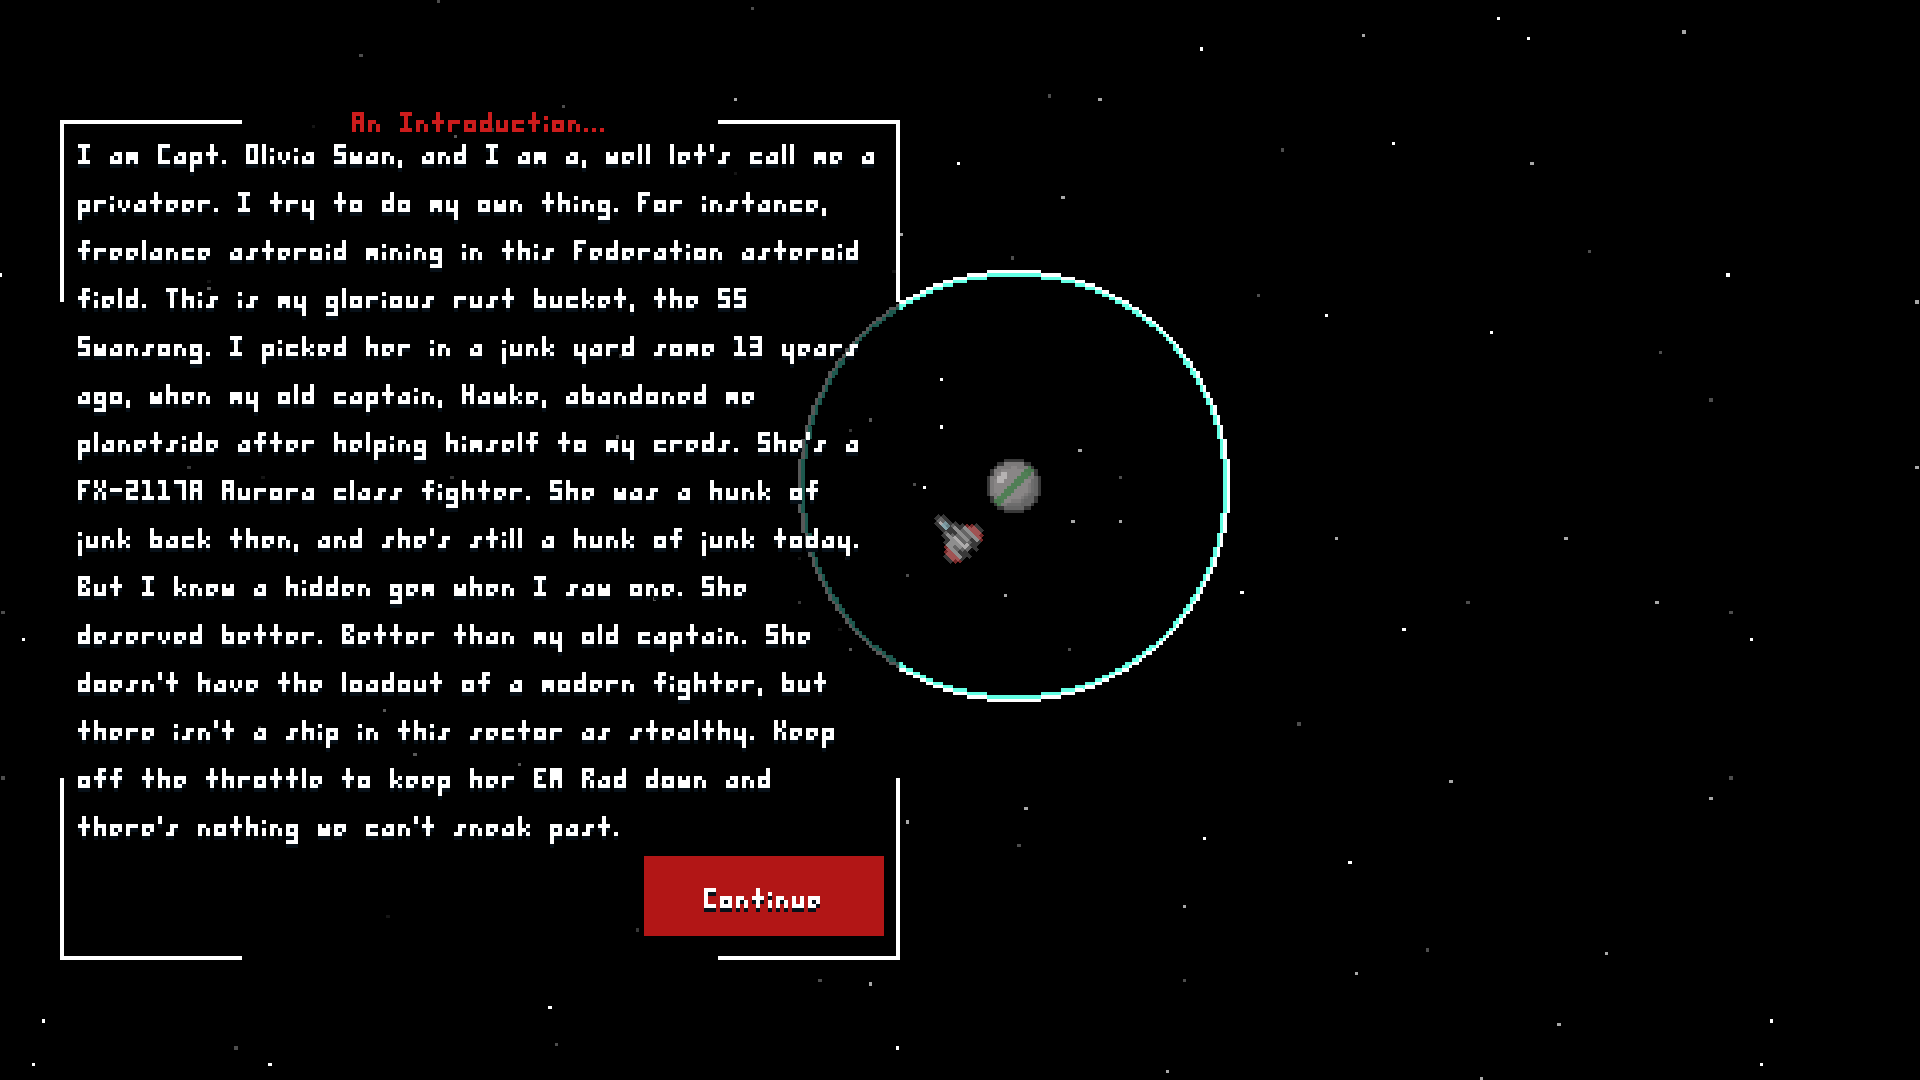 An Introduction...
I am Capt. Olivia Swan, and I am a, well let's call me a
privateer. I try to do my own thing. For instance,
freelance asteroid mining in this Federation asteroid
field. This is my glorious rust bucket, the SS
Swansong. I picked her in a junk yard some 13 years
ago, when my old captain, Hawke, abandoned me
planetside after helping himself to my creds. She's a
FX-2117A Aurora class fighter. She was a hunk of
junk back then, and she's still a hunk of junk today.
But I knew a hidden gem when I saw one. She
deserved better. Better than my old captain. She
doesn't have the loadout of a modern fighter, but
there isn't a ship in this sector as stealthy. Keep
off the throttle to keep her EM Rad down and
there's nothing we can't sneak past.
Continue